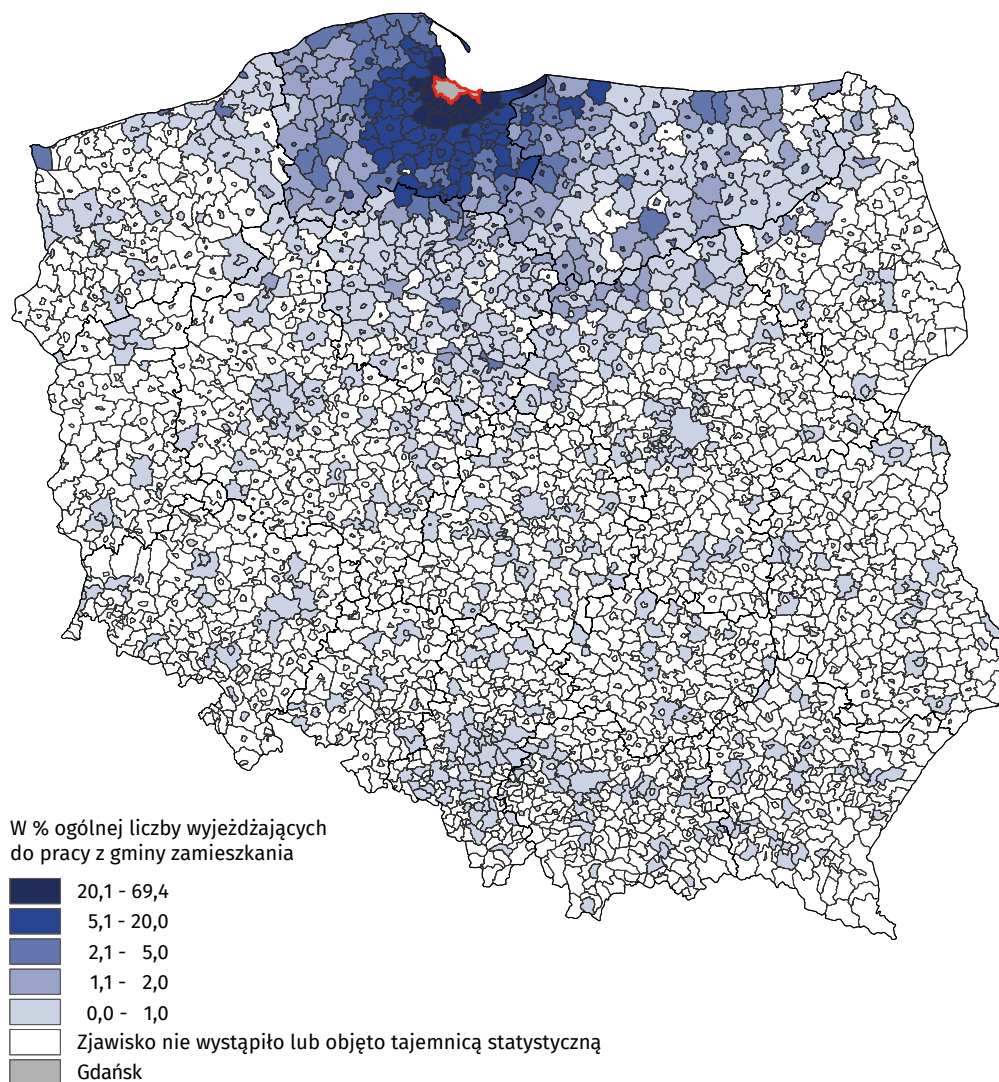 W % ogólnej liczby wyjeżdżających
do pracy z gminy zamieszkania
20,1 - 69,4
5,1 - 20,0
2,1 - 5,0
1,1 - 2,0
0,0 - 1,0
Zjawisko nie wystąpiło lub objęto tajemnicą statystyczną
Gdańsk